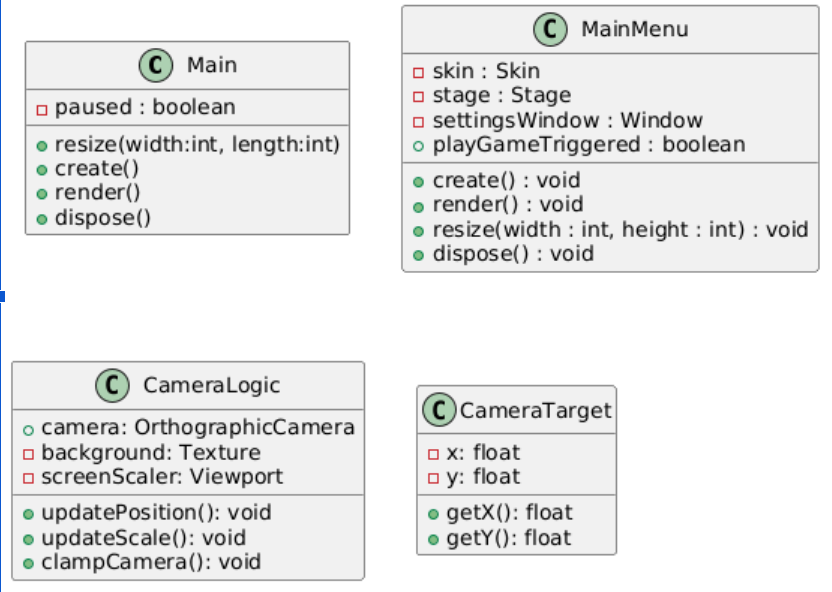 C Main
paused : boolean
resize(width:int, length:int)
create()
render()
dispose()
C MainMenu
skin : Skin
stage : Stage
settingsWindow : Window
playGameTriggered : boolean
create() : void
render() : void
resize(width : int, height : int) : void
dispose() : void
C CameraLogic
camera: OrthographicCamera
background: Texture
screenScaler: Viewport
updatePosition(): void
updateScale(): void
clampCamera(): void
C CameraTarget
x: float
y: float
getX(): float
getY(): float